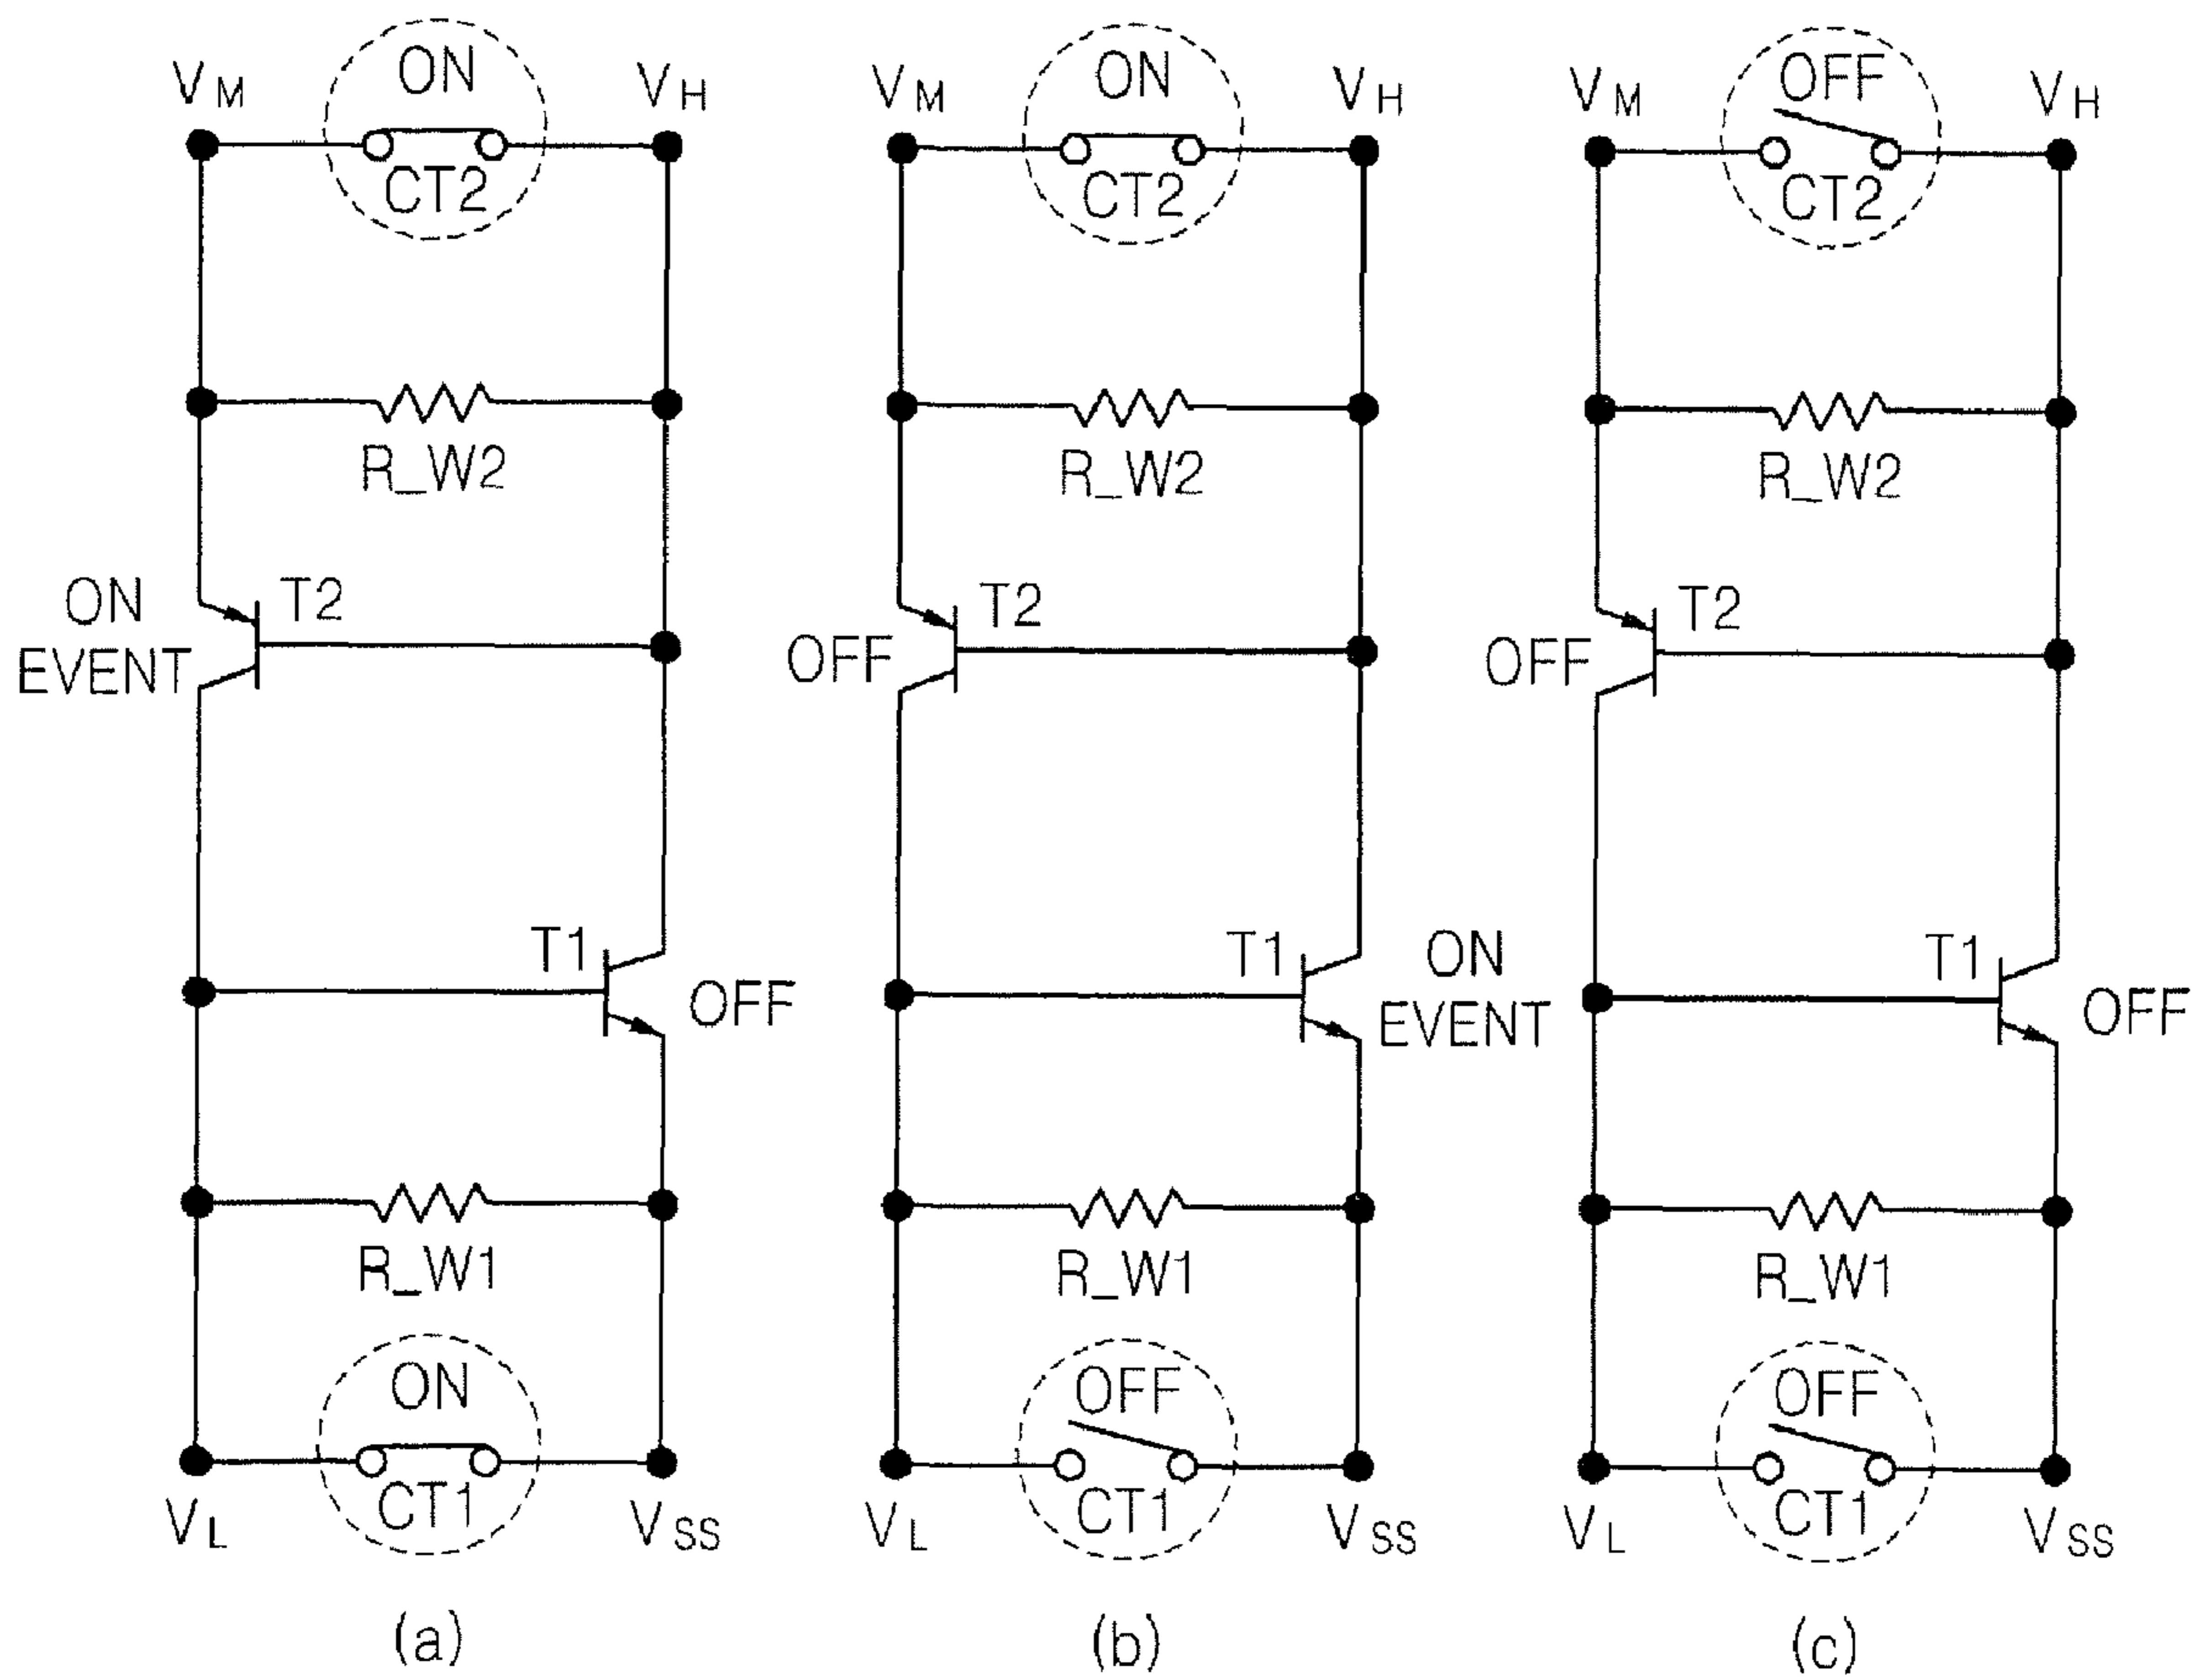 VM
ON
VH
CT2
R_W2
ON
EVENT
T2
T1
OFF
R_W1
ON
CT1
VL
VSS
(a)
VM
ON
VH
CT2
R_W2
OFF
T2
T1
ON
EVENT
R_W1
OFF
CT1
VL
VSS
(b)
VM
OFF
VH
CT2
R_W2
OFF
T2
T1
OFF
R_W1
OFF
CT1
VL
VSS
(c)